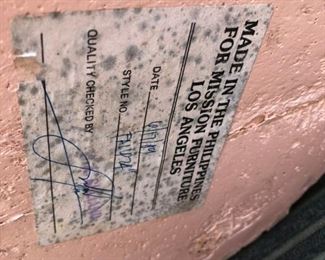 MADE IN THE PHILIPPINES
FOR MISSION FURNITURE
LOS ANGELES
DATE
STYLE NO.
QUALITY CHECKED BY